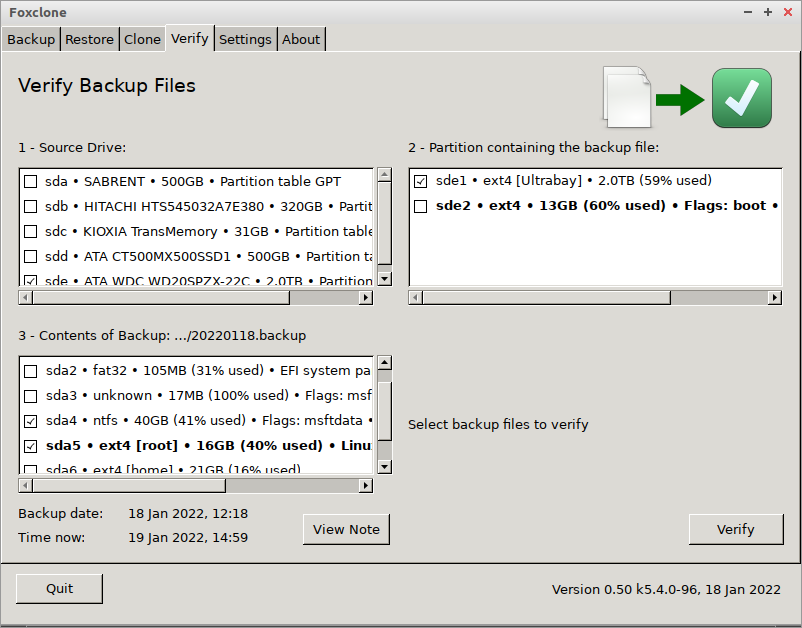 Foxclone
Backup Restore Clone Verify Settings About
Verify Backup Files
1 - Source Drive:
sda • SABRENT • 500GB • Partition table GPT
sdb • HITACHI HTS545032A7E380 • 320GB • Partit
sdc • KIOXIA TransMemory • 31GB • Partition table
sdd • ATA CT500MX500SSD1 • 500GB • Partition ta
sde • ATA WDC WD20SPZX-22C • 2.0TB • Partition
2 - Partition containing the backup file:
sde1 • ext4 [Ultrabay] • 2.0TB (59% used)
sde2 • ext4 • 13GB (60% used) • Flags: boot •
3 - Contents of Backup: .../20220118.backup
sda2 • fat32 • 105MB (31% used) • EFI system pa
sda3 • unknown • 17MB (100% used) • Flags: msf
sda4 • ntfs • 40GB (41% used) • Flags: msftdata •
sda5 • ext4 [root] • 16GB (40% used) • Linu
sda6 • ext4 [home] • 21GB (16% used)
Select backup files to verify
Backup date: 18 Jan 2022, 12:18
Time now: 19 Jan 2022, 14:59
View Note
Verify
Quit
Version 0.50 k5.4.0-96, 18 Jan 2022